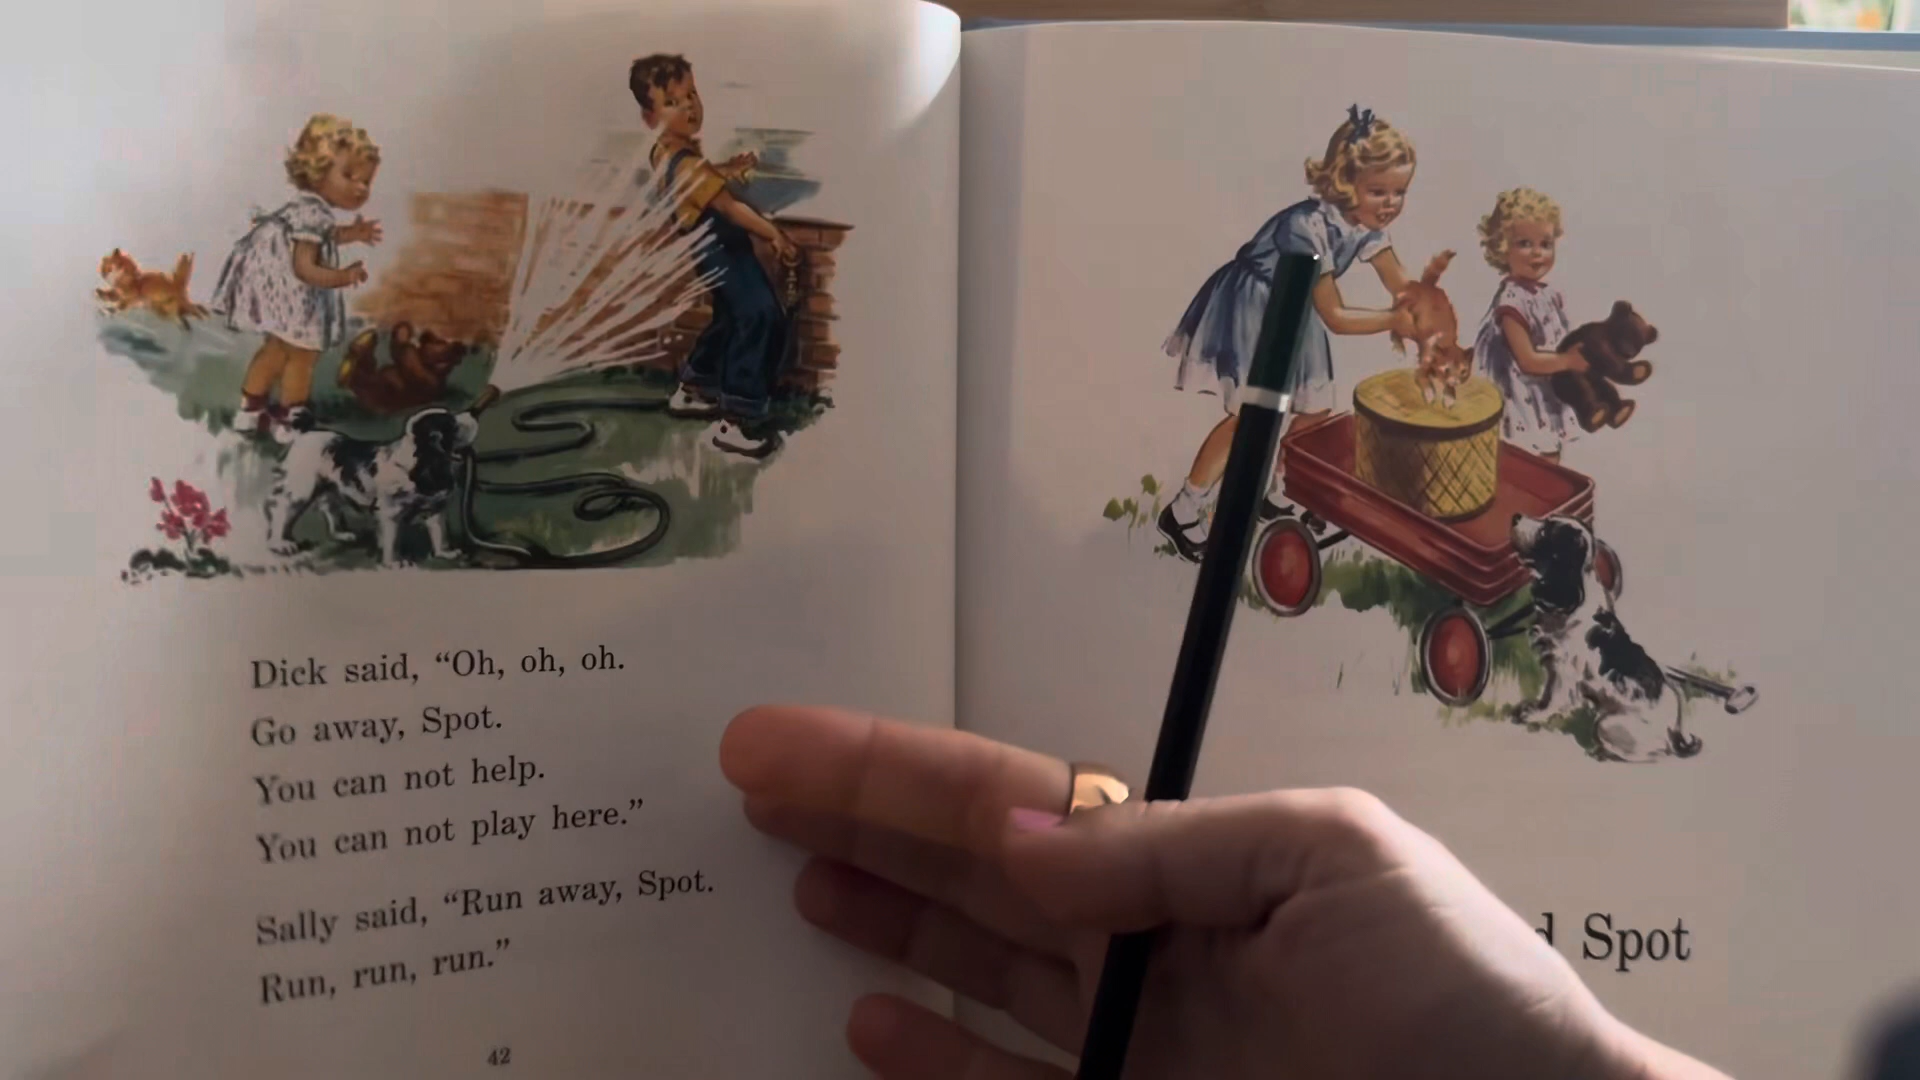 Dick said, “Oh, oh, oh.
Go away, Spot.
You can not help.
You can not play here.”
Sally said, “Run away, Spot.
Run, run, run.”
42
Spot